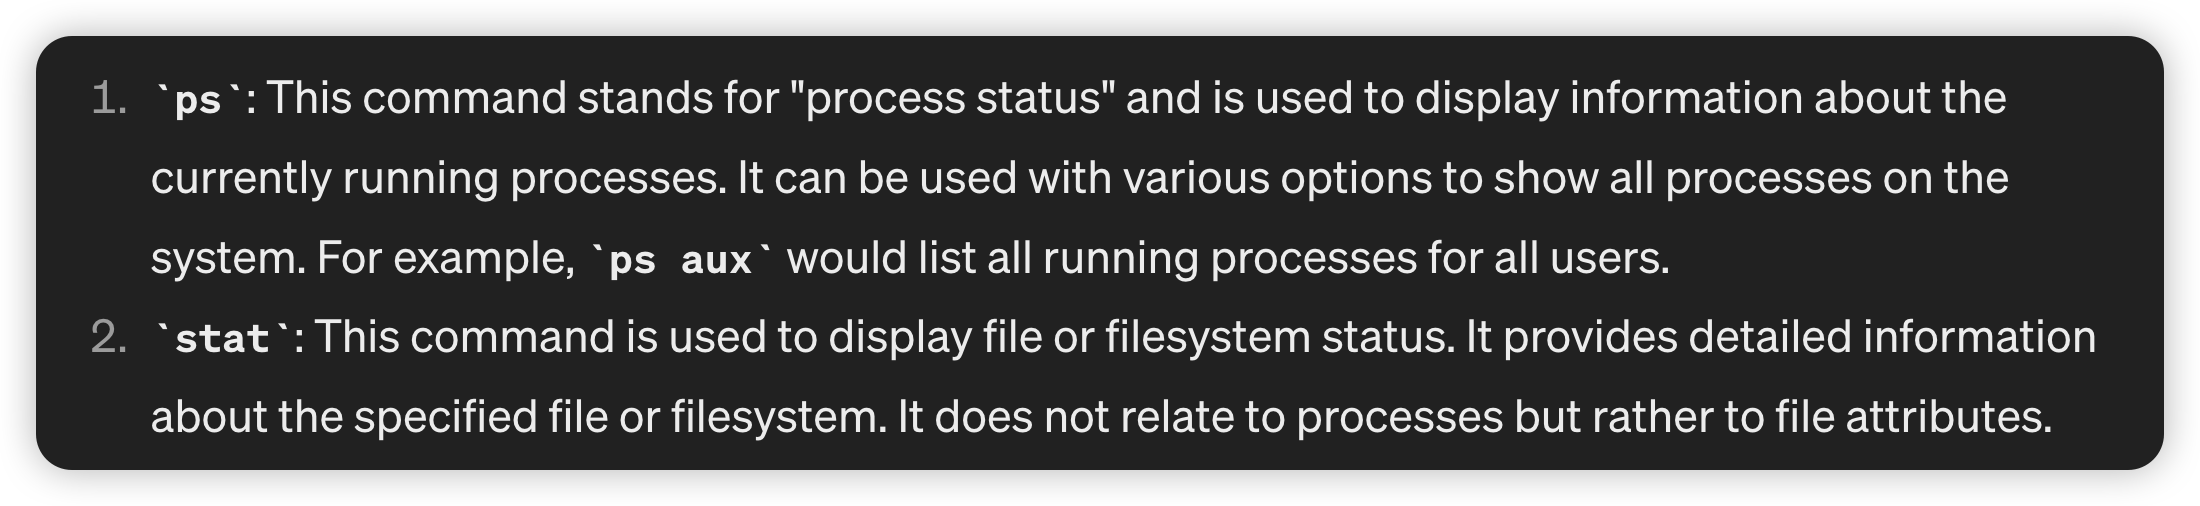 1. `ps`: This command stands for "process status" and is used to display information about the
currently running processes. It can be used with various options to show all processes on the
system. For example, `ps aux` would list all running processes for all users.
2. `stat`: This command is used to display file or filesystem status. It provides detailed information
about the specified file or filesystem. It does not relate to processes but rather to file attributes.